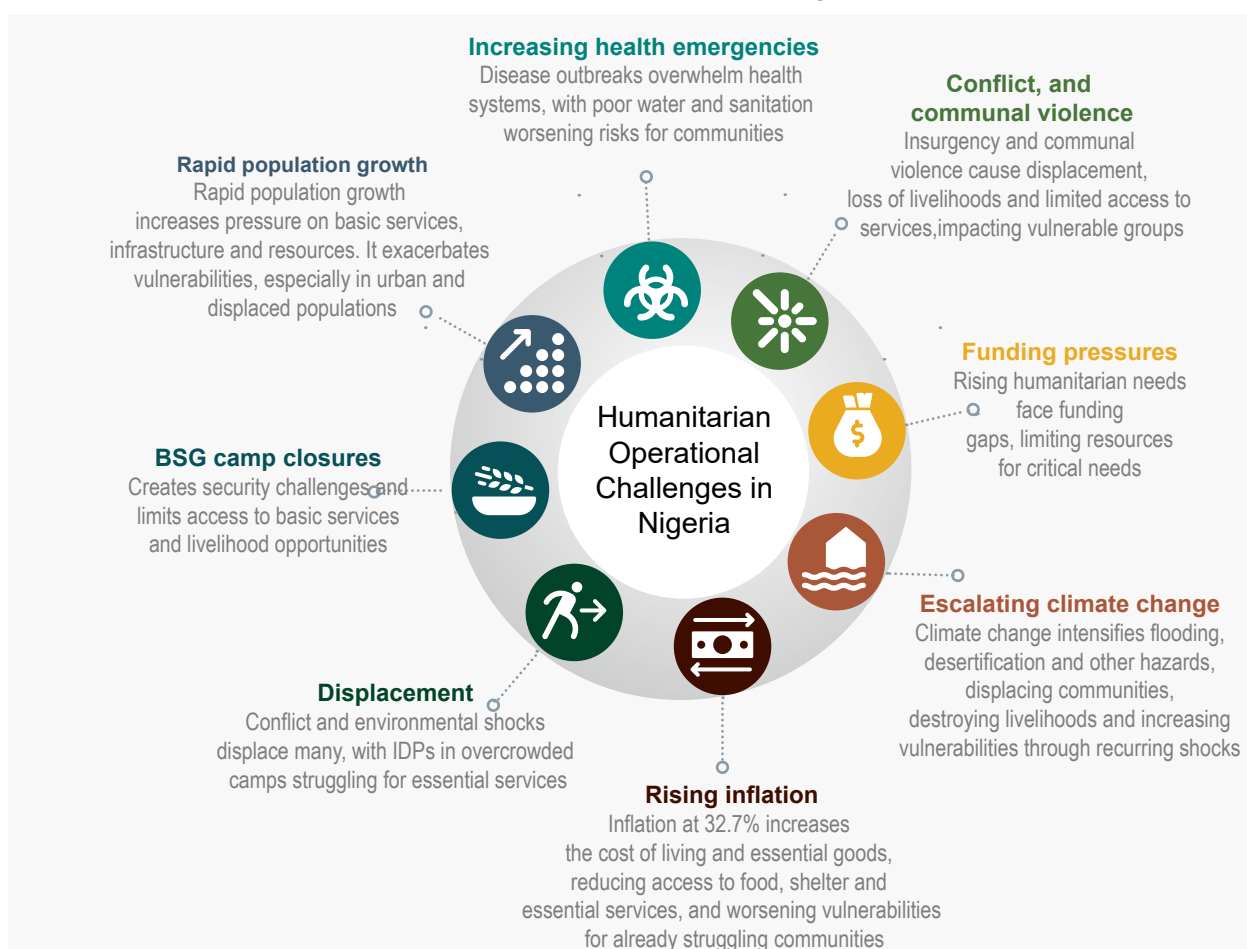 Increasing health emergencies
Disease outbreaks overwhelm health
systems, with poor water and sanitation
worsening risks for communities
Conflict, and
communal violence
Insurgency and communal
violence cause displacement,
loss of livelihoods and limited access to
services,impacting vulnerable groups
Funding pressures
Rising humanitarian needs
face funding
gaps, limiting resources
for critical needs
Escalating climate change
Climate change intensifies flooding,
desertification and other hazards,
displacing communities,
destroying livelihoods and increasing
vulnerabilities through recurring shocks
Rising inflation
Inflation at 32.7% increases
the cost of living and essential goods,
reducing access to food, shelter and
essential services, and worsening vulnerabilities
for already struggling communities
Displacement
Conflict and environmental shocks
displace many, with IDPs in overcrowded
camps struggling for essential services
BSG camp closures
Creates security challenges and
limits access to basic services
and livelihood opportunities
Rapid population growth
Rapid population growth
increases pressure on basic services,
infrastructure and resources. It exacerbates
vulnerabilities, especially in urban and
displaced populations
Humanitarian
Operational
Challenges in
Nigeria
$